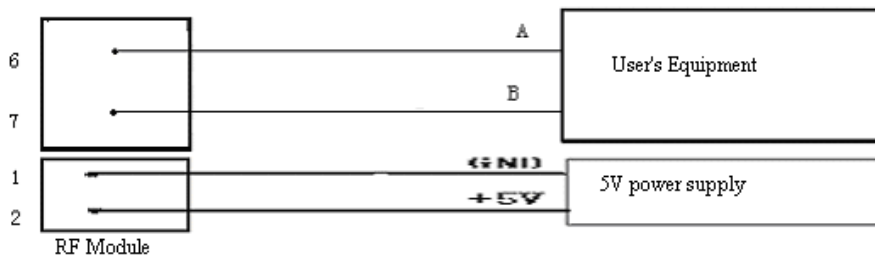 A
6
User's Equipment
B
7
GND
1
5V power supply
+5V
2
RF Module